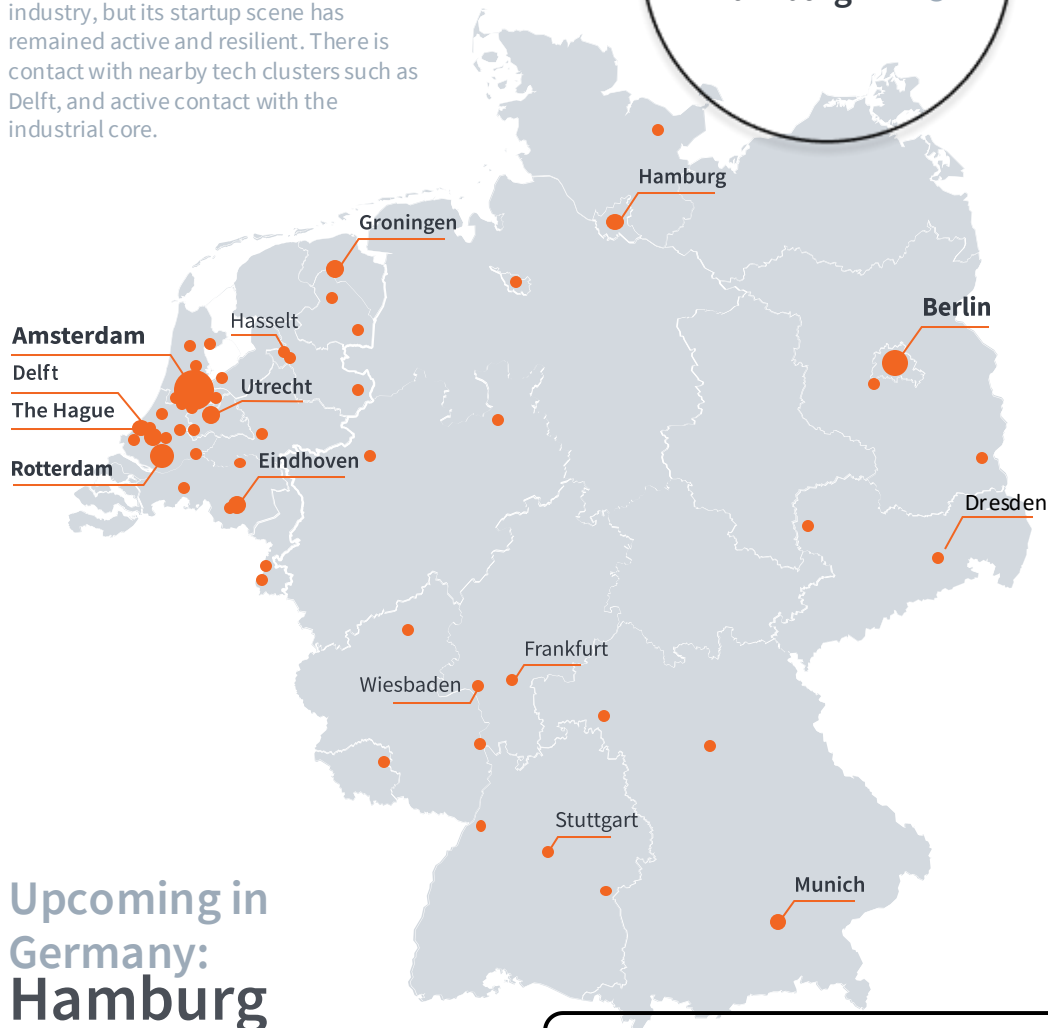 industry, but its startup scene has
remained active and resilient. There is
contact with nearby tech clusters such as
Delft, and active contact with the
industrial core.
Hamburg
Groningen
Berlin
Hasselt
Amsterdam
Delft
Utrecht
The Hague
Eindhoven
Rotterdam
Dresden
Frankfurt
Wiesbaden
Stuttgart
Munich
Upcoming in
Germany:
Hamburg